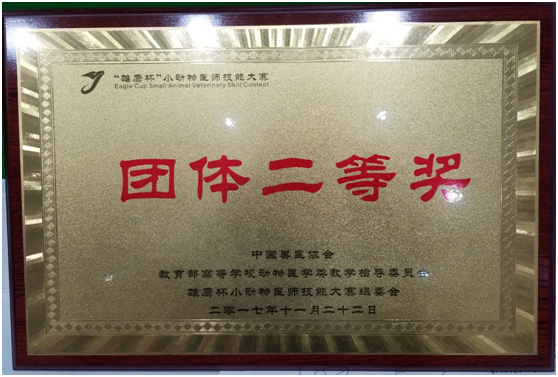 “雄鹰杯”小动物医师技能大赛
Eagle Cup Small Animal Veterinary Skill Contest
团体二等奖
中国兽医协会
教育部高等学校动物医学类教学指导委员会
雄鹰杯小动物医师技能大赛组委会
二零一七年十一月二十二日